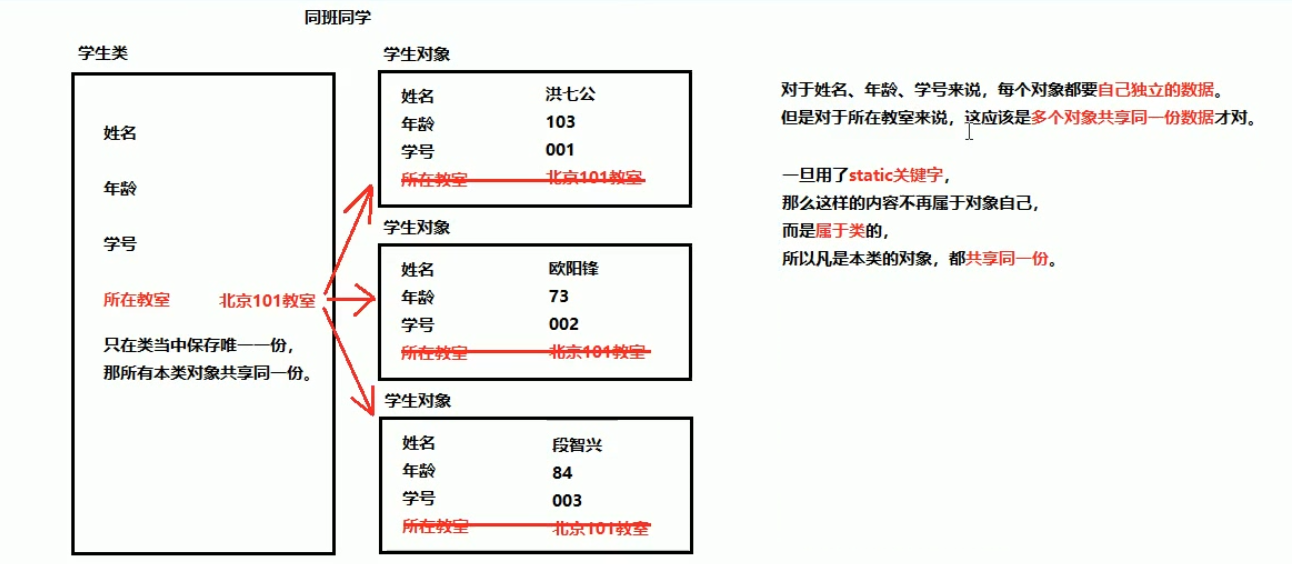 同班同学
学生类
姓名
年龄
学号
所在教室 北京101教室
只在类当中保存唯一一份，
那所有本类对象共享同一份。
学生对象
姓名 洪七公
年龄 103
学号 001
所在教室 北京101教室
学生对象
姓名 欧阳锋
年龄 73
学号 002
所在教室 北京101教室
学生对象
姓名 段智兴
年龄 84
学号 003
所在教室 北京101教室
对于姓名、年龄、学号来说，每个对象都要自己独立的数据。
但是对于所在教室来说，这应该是多个对象共享同一份数据才对。
一旦用了static关键字，
那么这样的内容不再属于对象自己，
而是属于类的，
所以凡是本类的对象，都共享同一份。